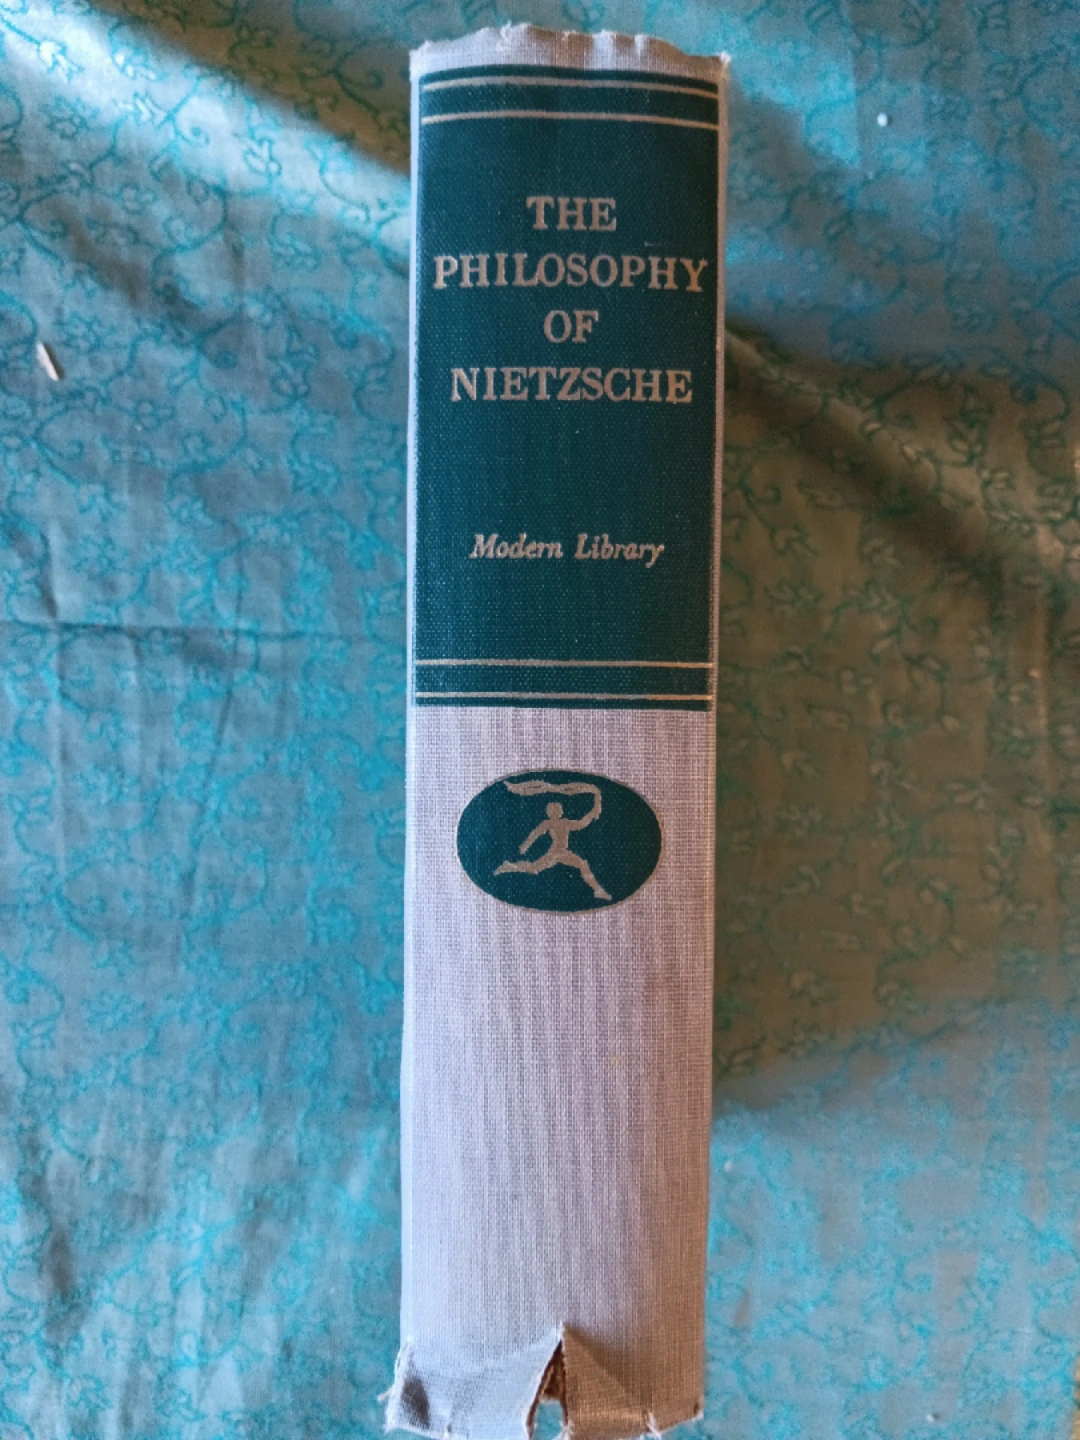 THE
PHILOSOPHY
OF
NIETZSCHE
Modern Library